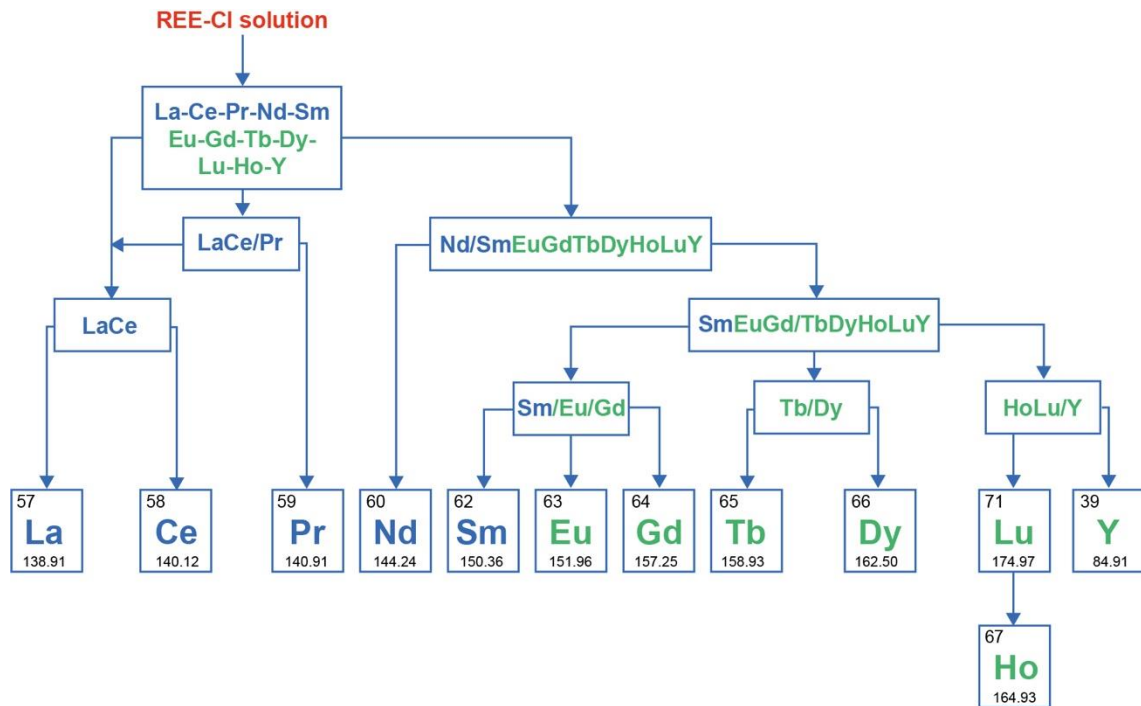 REE-Cl solution
La-Ce-Pr-Nd-Sm
Eu-Gd-Tb-Dy-
Lu-Ho-Y
LaCe/Pr
Nd/SmEuGdTbDyHoLuY
LaCe
SmEuGd/TbDyHoLuY
Sm/Eu/Gd
Tb/Dy
HoLu/Y
57
La
138.91
58
Ce
140.12
59
Pr
140.91
60
Nd
144.24
62
Sm
150.36
63
Eu
151.96
64
Gd
157.25
65
Tb
158.93
66
Dy
162.50
71
Lu
174.97
39
Y
84.91
67
Ho
164.93